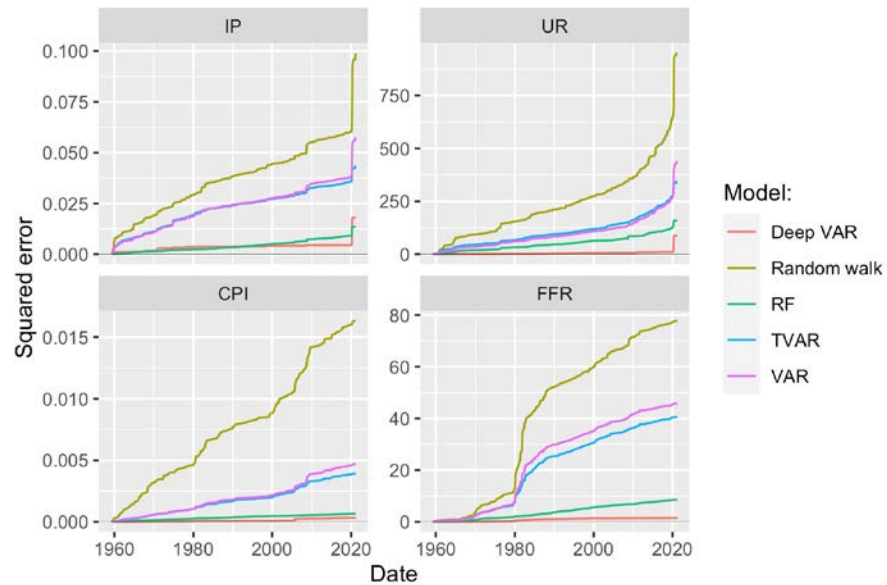 IP
UR
0.100
0.075
0.050
0.025
0.000
750
500
250
0
CPI
FFR
0.015
0.010
0.005
0.000
80
60
40
20
0
1960
1980
2000
2020
1960
1980
2000
2020
Squared error
Date
Model:
Deep VAR
Random walk
RF
TVAR
VAR